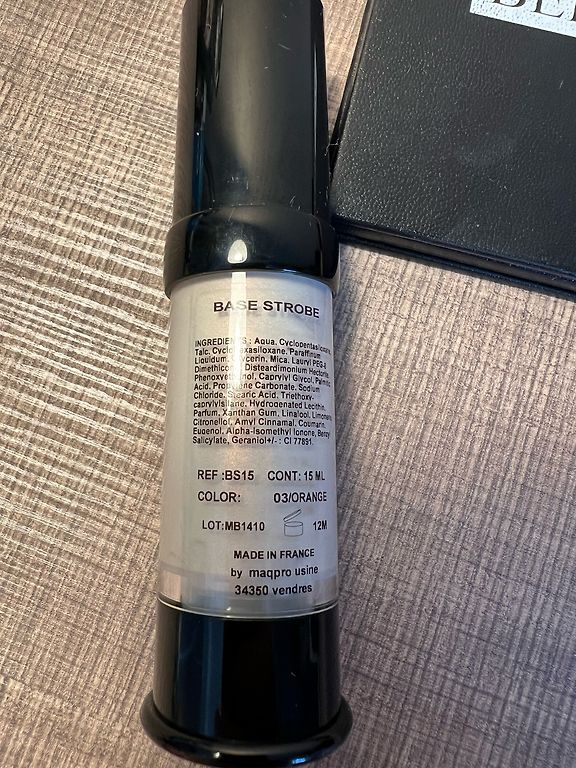 BASE STROBE
INGREDIENTS : Aqua, Cyclopentasiloxane,
Talc, Cyclohexasiloxane, Paraffinum
Liquidum, Glycerin, Mica, Lauryl PEG-8
Dimethicone, Disteardimonium Hectorite,
Phenoxyethanol, Caprylyl Glycol, Palmitic
Acid, Propylene Carbonate, Sodium
Chloride, Stearic Acid, Triethoxy-
caprylylsilane, Hydrogenated Lecithin,
Parfum, Xanthan Gum, Linalool, Limonene,
Citronellol, Amyl Cinnamal, Coumarin,
Eugenol, Alpha-Isomethyl Ionone, Benzyl
Salicylate, Geraniol+/- : CI 77891.
REF :BS15 CONT: 15 ML
COLOR: 03/ORANGE
LOT:MB1410 12M
MADE IN FRANCE
by maqpro usine
34350 vendres